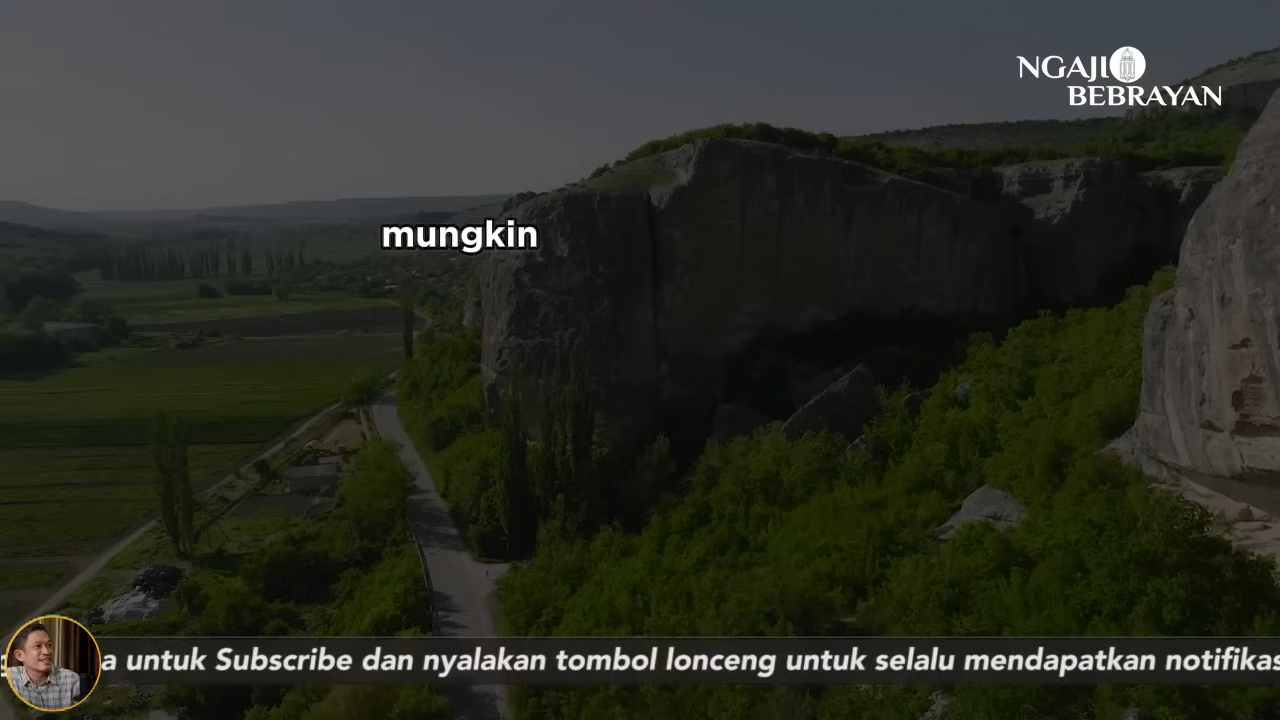 NGAJI
BEBRAYAN
mungkin
a untuk Subscribe dan nyalakan tombol lonceng untuk selalu mendapatkan notifikas